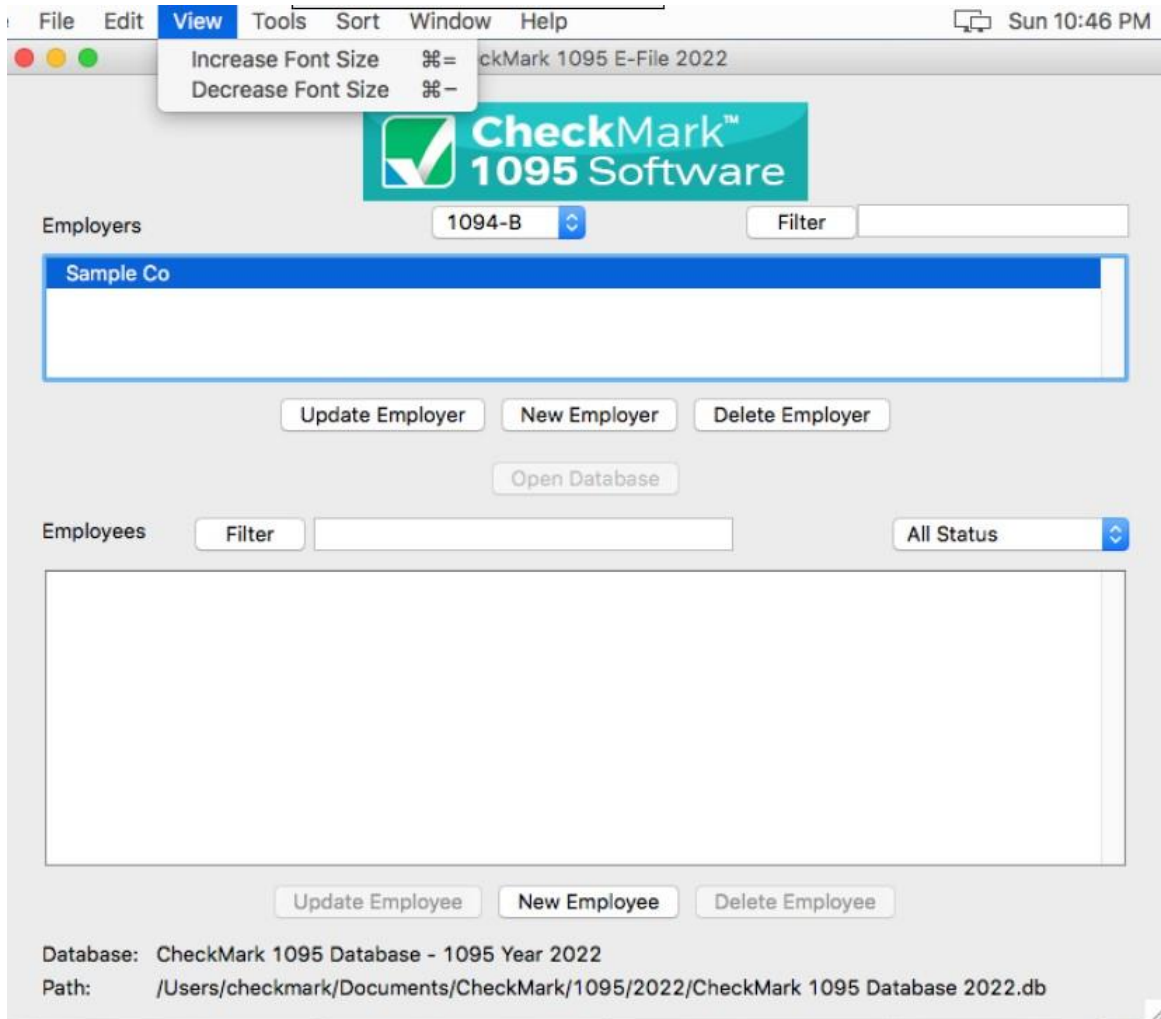 File Edit View Tools Sort Window Help Sun 10:46 PM
Increase Font Size ⌘= ckMark 1095 E-File 2022
Decrease Font Size ⌘−
CheckMark™
1095 Software
Employers 1094-B Filter
Sample Co
Update Employer New Employer Delete Employer
Open Database
Employees Filter All Status
Update Employee New Employee Delete Employee
Database: CheckMark 1095 Database - 1095 Year 2022
Path: /Users/checkmark/Documents/CheckMark/1095/2022/CheckMark 1095 Database 2022.db